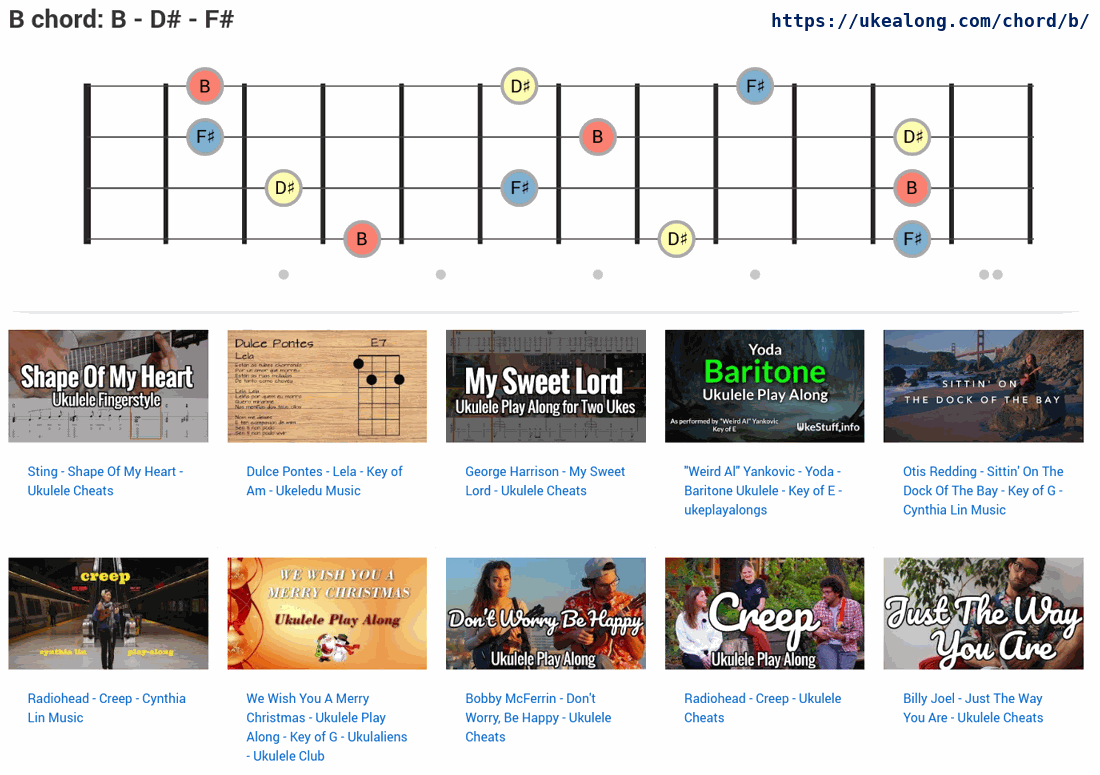 B chord: B - D# - F#
https://ukealong.com/chord/b/
B
D♯
F♯
F♯
B
D♯
D♯
F♯
B
B
D♯
F♯
Shape Of My Heart
Ukulele Fingerstyle
Dulce Pontes
E7
Lela
My Sweet Lord
Ukulele Play Along for Two Ukes
Yoda
Baritone
Ukulele Play Along
As performed by "Weird Al" Yankovic
Key of E
UkeStuff.info
SITTIN' ON
THE DOCK OF THE BAY
Sting - Shape Of My Heart -
Ukulele Cheats
Dulce Pontes - Lela - Key of
Am - Ukeledu Music
George Harrison - My Sweet
Lord - Ukulele Cheats
"Weird Al" Yankovic - Yoda -
Baritone Ukulele - Key of E -
ukeplayalongs
Otis Redding - Sittin' On The
Dock Of The Bay - Key of G -
Cynthia Lin Music
creep
cynthia lin
play-along
WE WISH YOU A
MERRY CHRISTMAS
Ukulele Play Along
Don't Worry Be Happy
Ukulele Play Along
Creep
Ukulele Play Along
Just The Way
You Are
Radiohead - Creep - Cynthia
Lin Music
We Wish You A Merry
Christmas - Ukulele Play
Along - Key of G - Ukulaliens
- Ukulele Club
Bobby McFerrin - Don't
Worry, Be Happy - Ukulele
Cheats
Radiohead - Creep - Ukulele
Cheats
Billy Joel - Just The Way
You Are - Ukulele Cheats